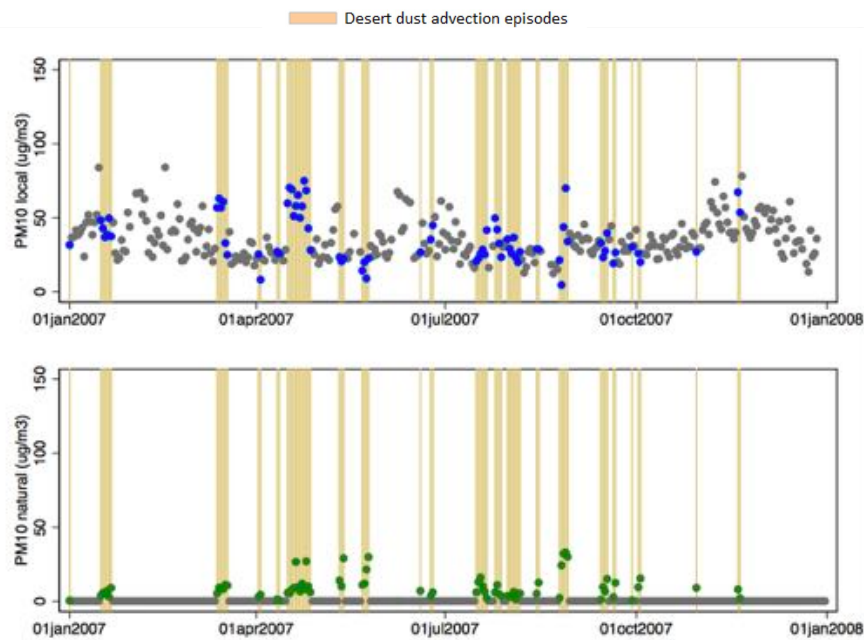 Desert dust advection episodes
PM10 local (ug/m3)
150
100
50
0
01jan2007 01apr2007 01jul2007 01oct2007 01jan2008
PM10 natural (ug/m3)
150
100
50
0
01jan2007 01apr2007 01jul2007 01oct2007 01jan2008